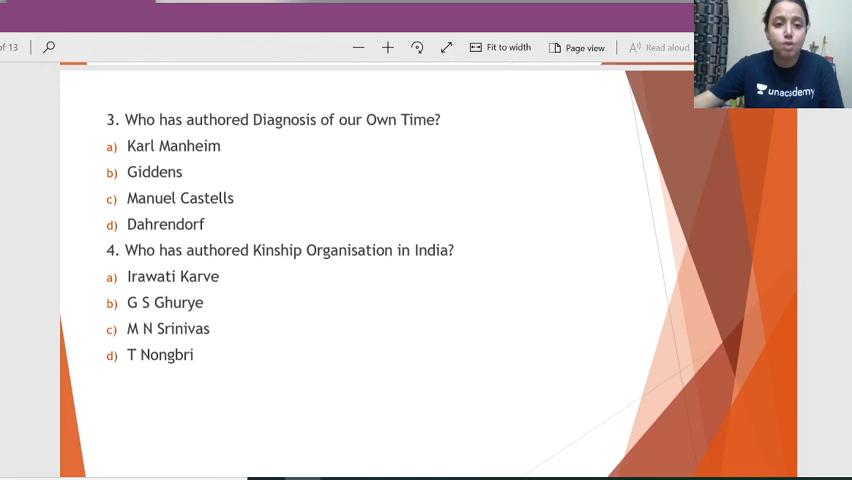 of 13
Fit to width
Page view
Read aloud
unacademy
3. Who has authored Diagnosis of our Own Time?
a) Karl Manheim
b) Giddens
c) Manuel Castells
d) Dahrendorf
4. Who has authored Kinship Organisation in India?
a) Irawati Karve
b) G S Ghurye
c) M N Srinivas
d) T Nongbri